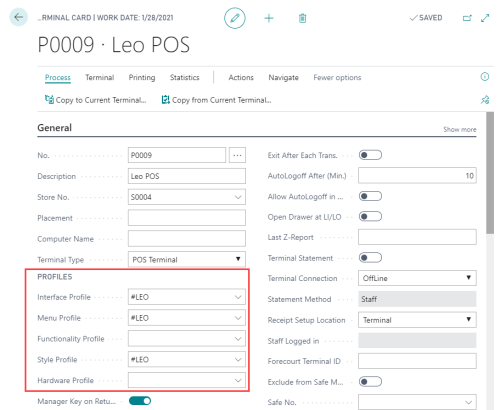 ...RMINAL CARD | WORK DATE: 1/28/2021
SAVED
P0009 · Leo POS
Process Terminal Printing Statistics Actions Navigate Fewer options
Copy to Current Terminal... Copy from Current Terminal...
General
Show more
No. P0009 ...
Description Leo POS
Store No. S0004
Placement
Computer Name
Terminal Type POS Terminal
PROFILES
Interface Profile #LEO
Menu Profile #LEO
Functionality Profile
Style Profile #LEO
Hardware Profile
Manager Key on Retu...
Exit After Each Trans.
AutoLogoff After (Min.) 10
Allow AutoLogoff in ...
Open Drawer at LI/LO
Last Z-Report
Terminal Statement
Terminal Connection OffLine
Statement Method Staff
Receipt Setup Location Terminal
Staff Logged in
Forecourt Terminal ID
Exclude from Safe M...
Safe No.